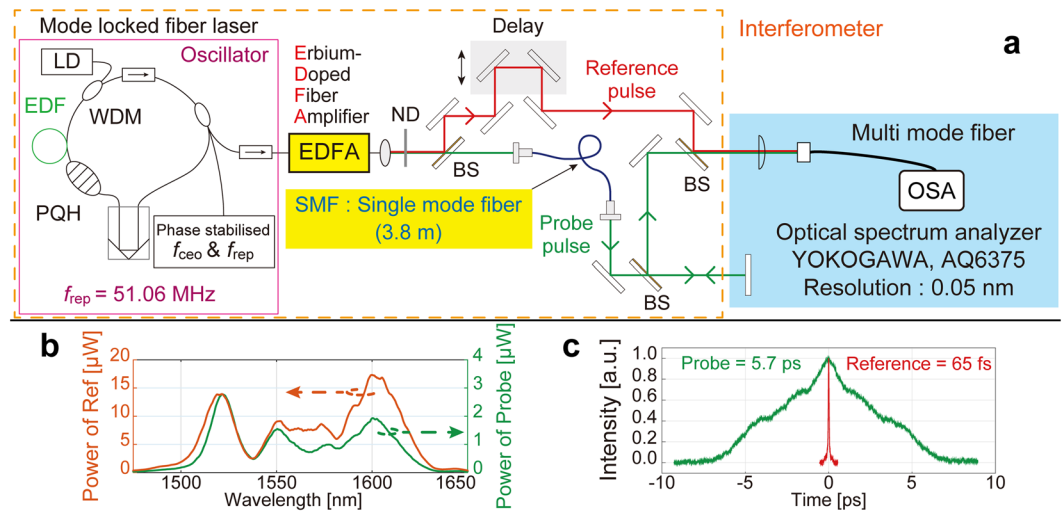 Mode locked fiber laser
Delay
Interferometer
a
LD
Oscillator
Erbium-
Doped
Fiber
Amplifier
Reference
pulse
EDF
WDM
ND
Multi mode fiber
EDFA
BS
BS
OSA
PQH
SMF : Single mode fiber
(3.8 m)
Probe
pulse
Phase stabilised
fceo & frep
Optical spectrum analyzer
YOKOGAWA, AQ6375
Resolution : 0.05 nm
frep = 51.06 MHz
BS
b
Power of Ref [µW]
20
15
10
5
0
1500
1550
1600
1650
Wavelength [nm]
4
3
2
1
0
Power of Probe [µW]
c
Intensity [a.u.]
1.0
0.8
0.6
0.4
0.2
0.0
Probe = 5.7 ps
Reference = 65 fs
-10
-5
0
5
10
Time [ps]